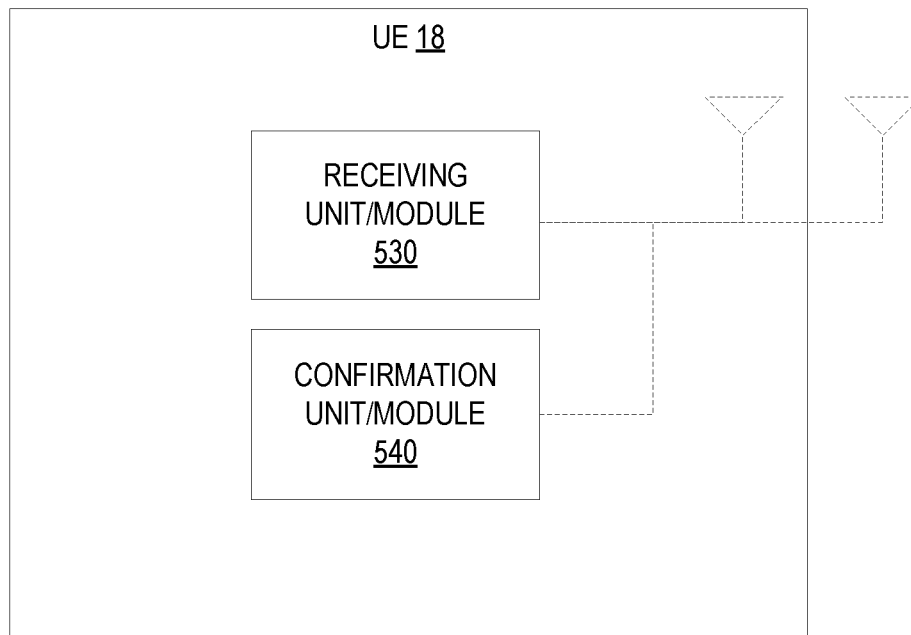 UE 18
RECEIVING
UNIT/MODULE
530
CONFIRMATION
UNIT/MODULE
540